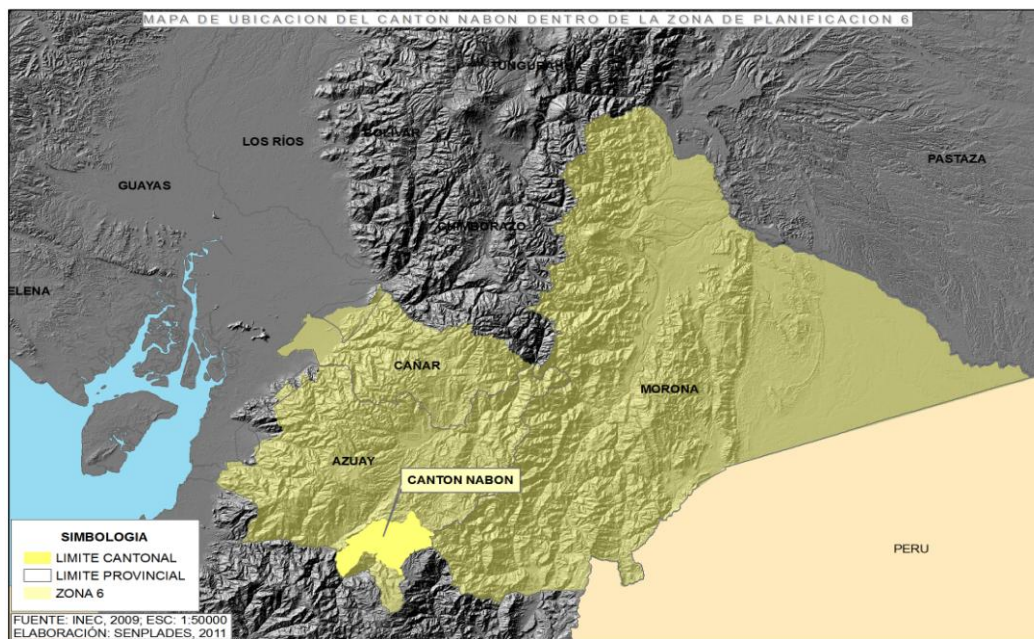 MAPA DE UBICACION DEL CANTON NABON DENTRO DE LA ZONA DE PLANIFICACION 6
TUNGURAHUA
BOLIVAR
LOS RÍOS
PASTAZA
GUAYAS
CHIMBORAZO
ELENA
CAÑAR
MORONA
AZUAY
CANTON NABON
PERU
SIMBOLOGIA
LIMITE CANTONAL
LIMITE PROVINCIAL
ZONA 6
FUENTE: INEC, 2009; ESC: 1:50000
ELABORACIÓN: SENPLADES, 2011